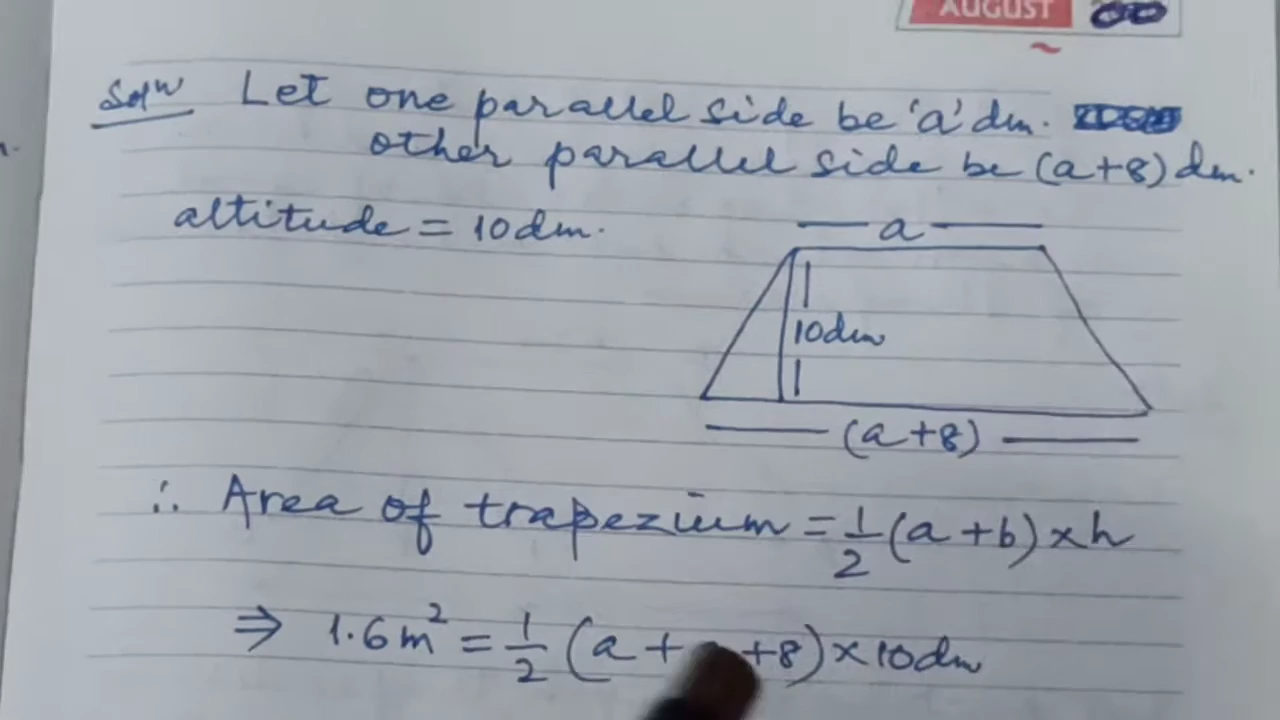 AUGUST
Solⁿ Let one parallel side be 'a' dm.
other parallel side be (a+8) dm.
altitude = 10dm.
a
10dm
(a+8)
∴ Area of trapezium = 1/2 (a+b) × h
⇒ 1.6m² = 1/2 (a + +8) × 10dm